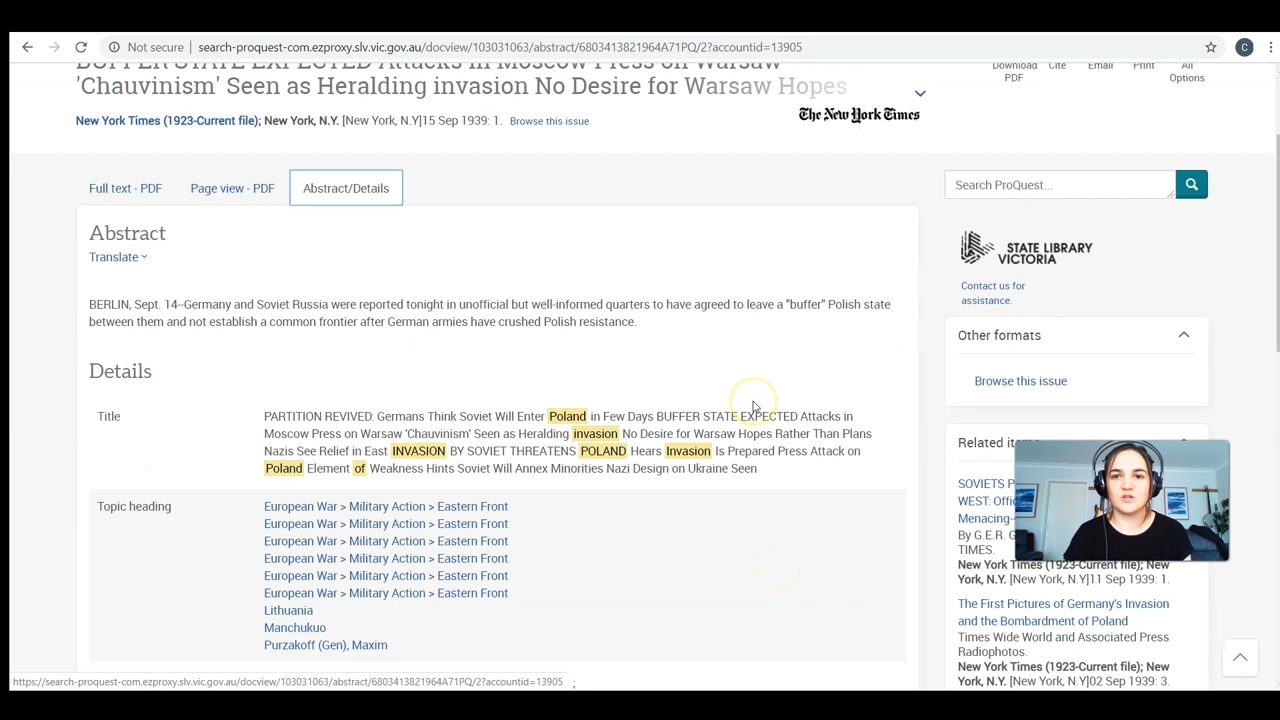 Not secure
search-proquest-com.ezproxy.slv.vic.gov.au/docview/103031063/abstract/6803413821964A71PQ/2?accountid=13905
C
BUFFER STATE EXPECTED Attacks in Moscow Press on Warsaw
'Chauvinism' Seen as Heralding invasion No Desire for Warsaw Hopes
New York Times (1923-Current file); New York, N.Y. [New York, N.Y]15 Sep 1939: 1. Browse this issue
The New York Times
Download PDF
Cite
Email
Print
All Options
Full text - PDF
Page view - PDF
Abstract/Details
Abstract
Translate
BERLIN, Sept. 14--Germany and Soviet Russia were reported tonight in unofficial but well-informed quarters to have agreed to leave a "buffer" Polish state
between them and not establish a common frontier after German armies have crushed Polish resistance.
Details
Title
PARTITION REVIVED: Germans Think Soviet Will Enter Poland in Few Days BUFFER STATE EXPECTED Attacks in
Moscow Press on Warsaw 'Chauvinism' Seen as Heralding invasion No Desire for Warsaw Hopes Rather Than Plans
Nazis See Relief in East INVASION BY SOVIET THREATENS POLAND Hears Invasion Is Prepared Press Attack on
Poland Element of Weakness Hints Soviet Will Annex Minorities Nazi Design on Ukraine Seen
Topic heading
European War > Military Action > Eastern Front
European War > Military Action > Eastern Front
European War > Military Action > Eastern Front
European War > Military Action > Eastern Front
European War > Military Action > Eastern Front
European War > Military Action > Eastern Front
Lithuania
Manchukuo
Purzakoff (Gen), Maxim
Search ProQuest...
STATE LIBRARY
VICTORIA
Contact us for
assistance.
Other formats
Browse this issue
Related items
SOVIETS P
WEST: Offi
Menacing--
By G.E.R. G
TIMES.
New York Times (1923-Current file); New
York, N.Y. [New York, N.Y]11 Sep 1939: 1.
The First Pictures of Germany's Invasion
and the Bombardment of Poland
Times Wide World and Associated Press
Radiophotos.
New York Times (1923-Current file); New
York, N.Y. [New York, N.Y]02 Sep 1939: 3.
https://search-proquest-com.ezproxy.slv.vic.gov.au/docview/103031063/abstract/6803413821964A71PQ/2?accountid=13905 ;